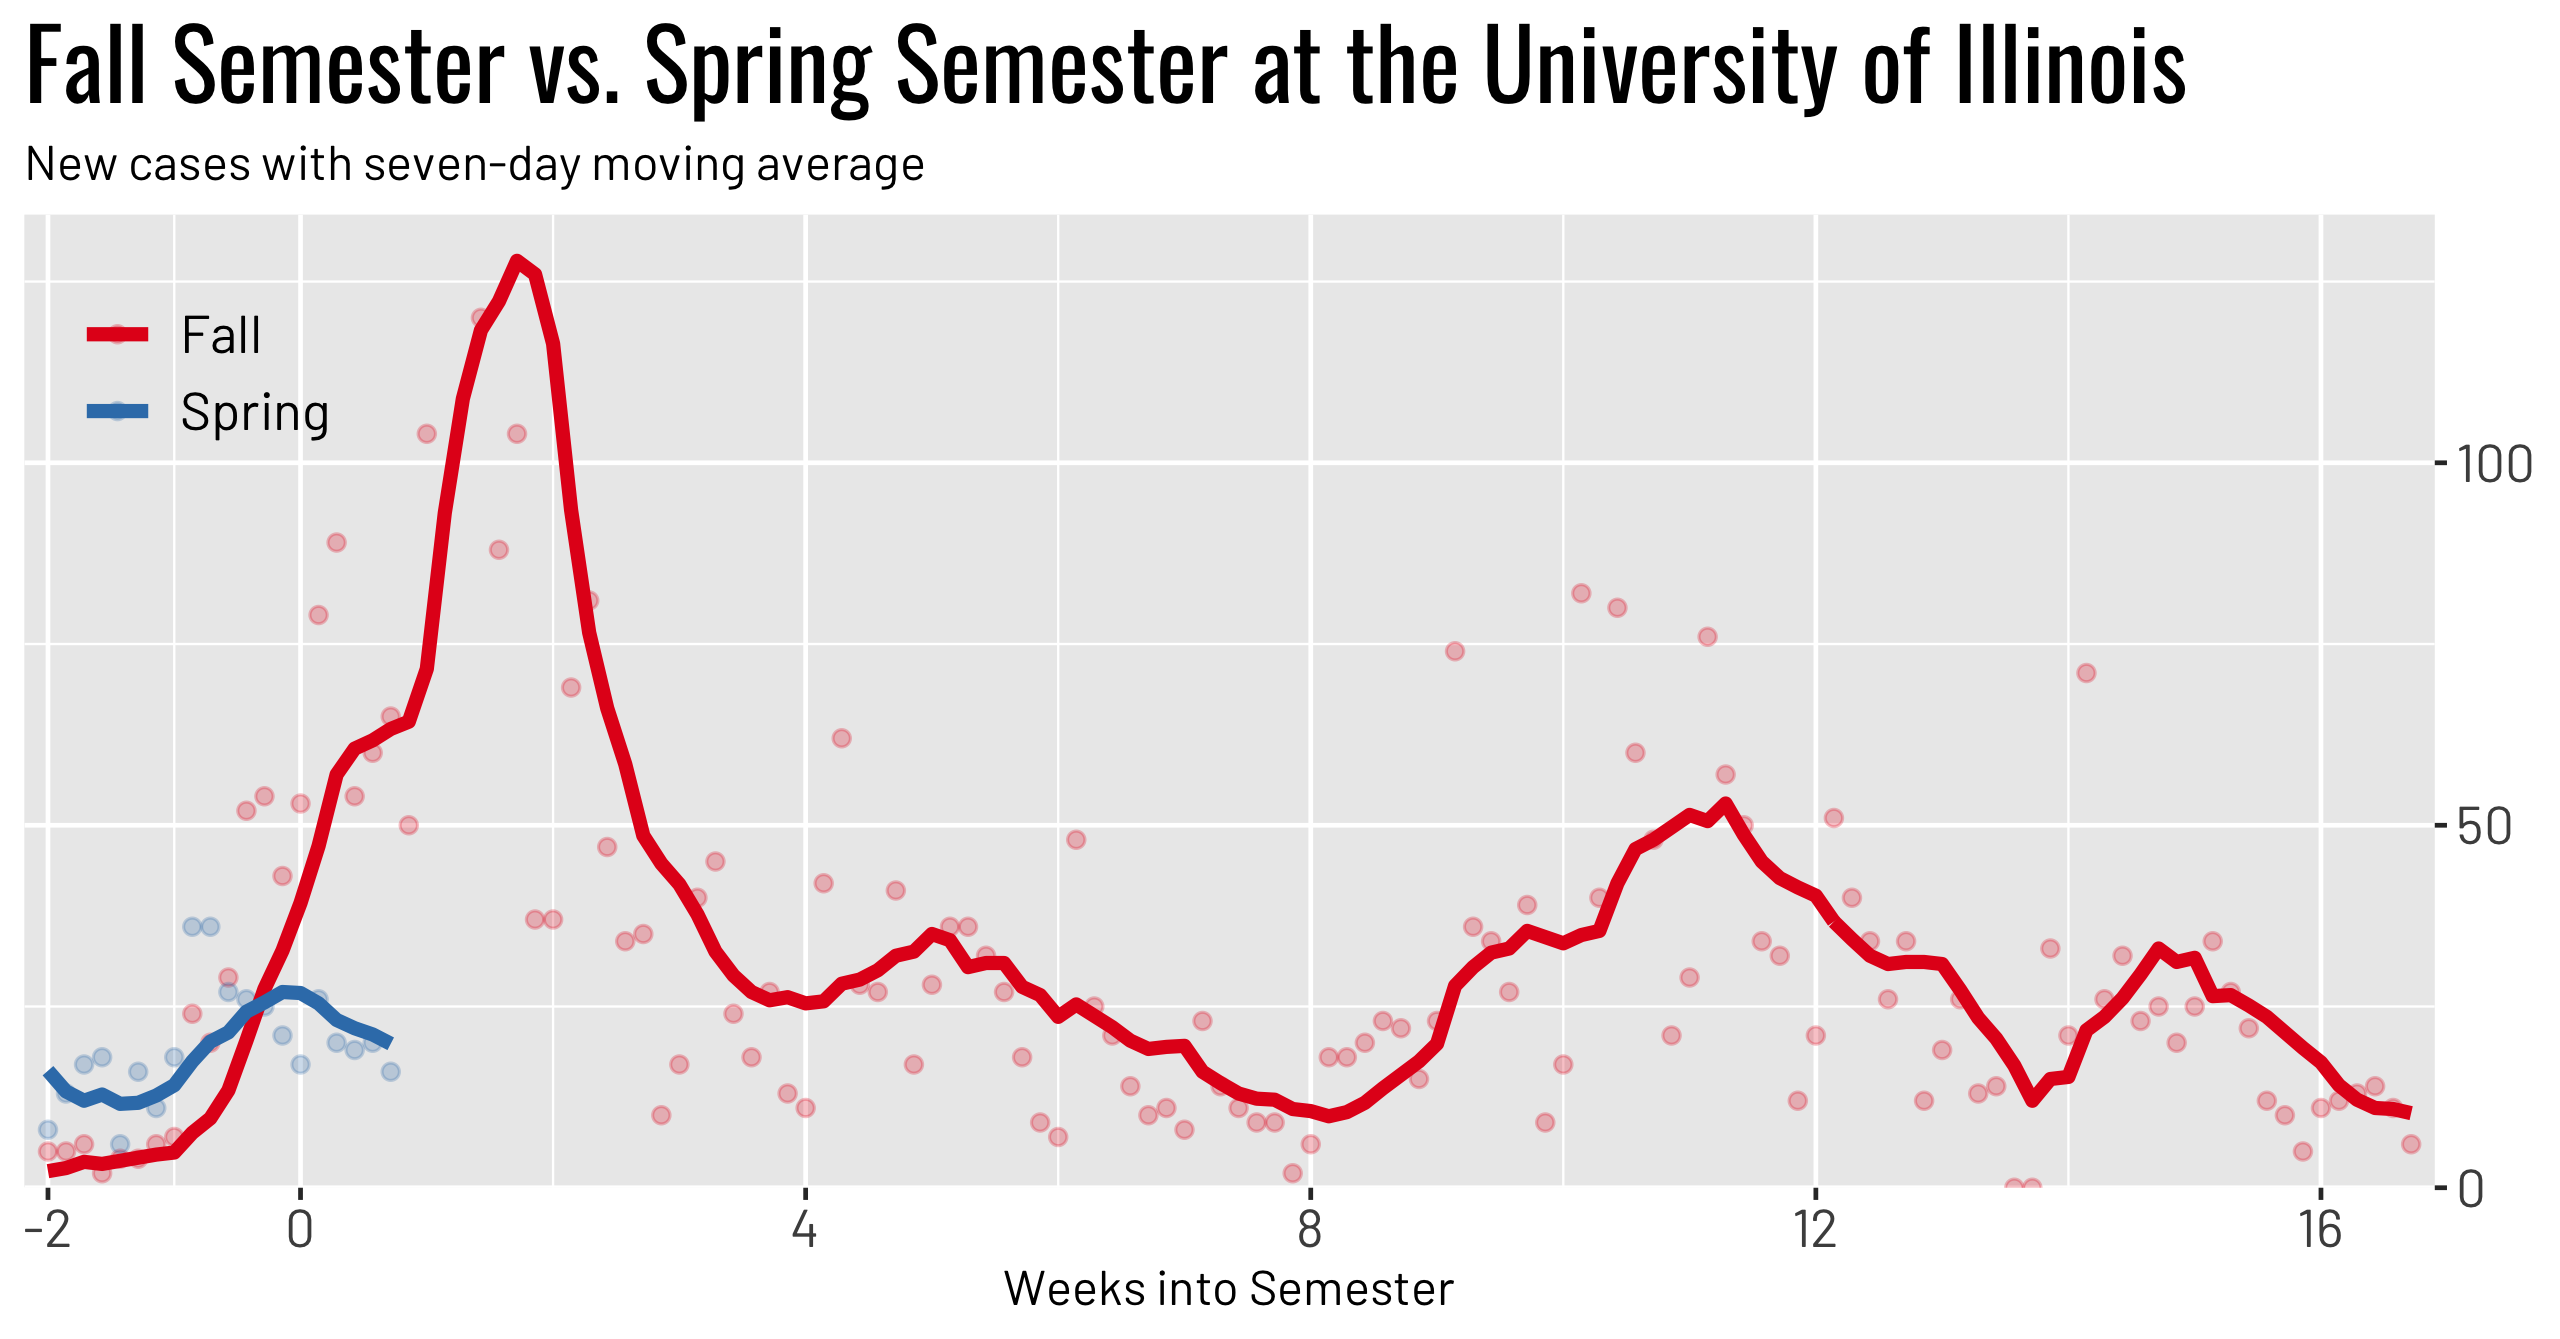 Fall Semester vs. Spring Semester at the University of Illinois
New cases with seven-day moving average
Fall
Spring
100
50
0
-2 0 4 8 12 16
Weeks into Semester